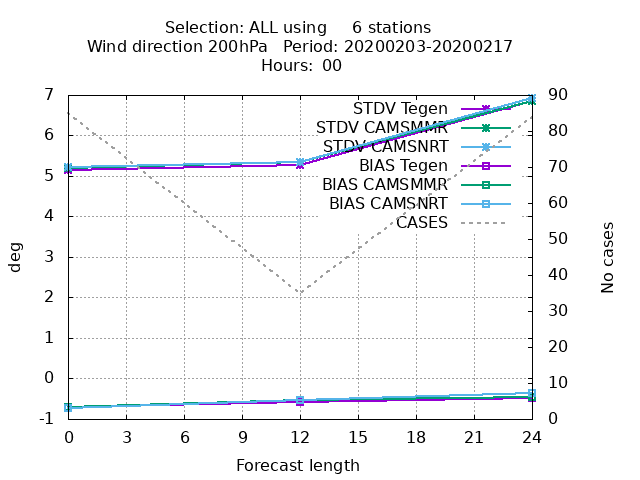 Selection: ALL using     6 stations
Wind direction 200hPa   Period: 20200203-20200217
Hours: 00
7 90
STDV Tegen
80
6 STDV CAMSMMR
STDV CAMSNRT
5 BIAS Tegen 70
BIAS CAMSMMR
4 BIAS CAMSNRT 60
CASES
50
deg 3 No cases
40
2
30
1 20
0 10
-1 0
0 3 6 9 12 15 18 21 24
Forecast length